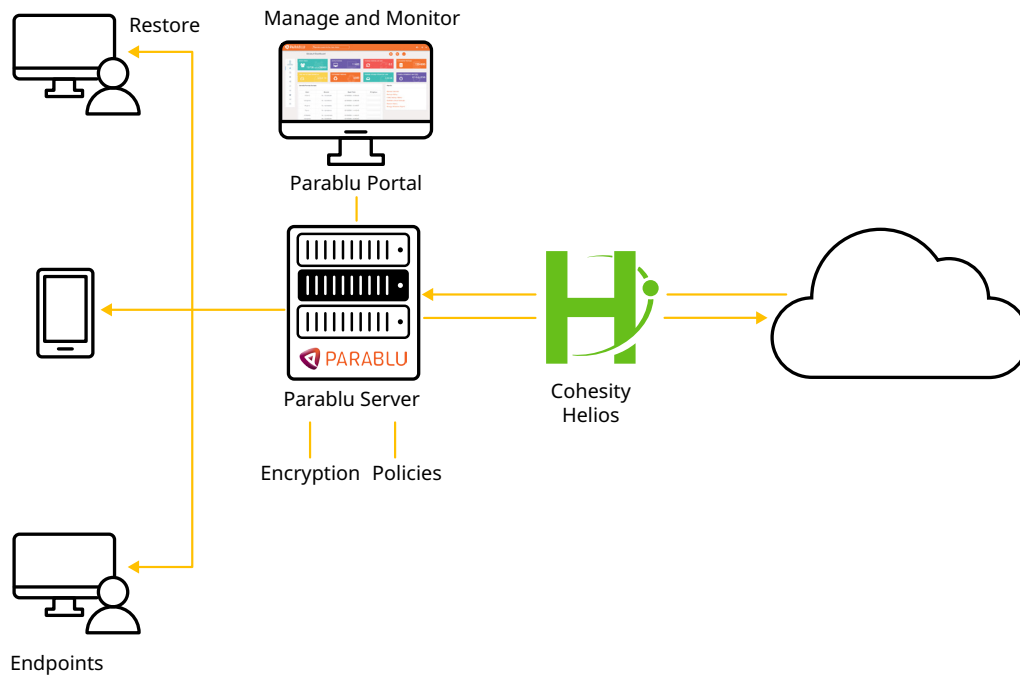 Restore
Manage and Monitor
Parablu Portal
PARABLU
Parablu Server
Encryption Policies
Cohesity
Helios
Endpoints